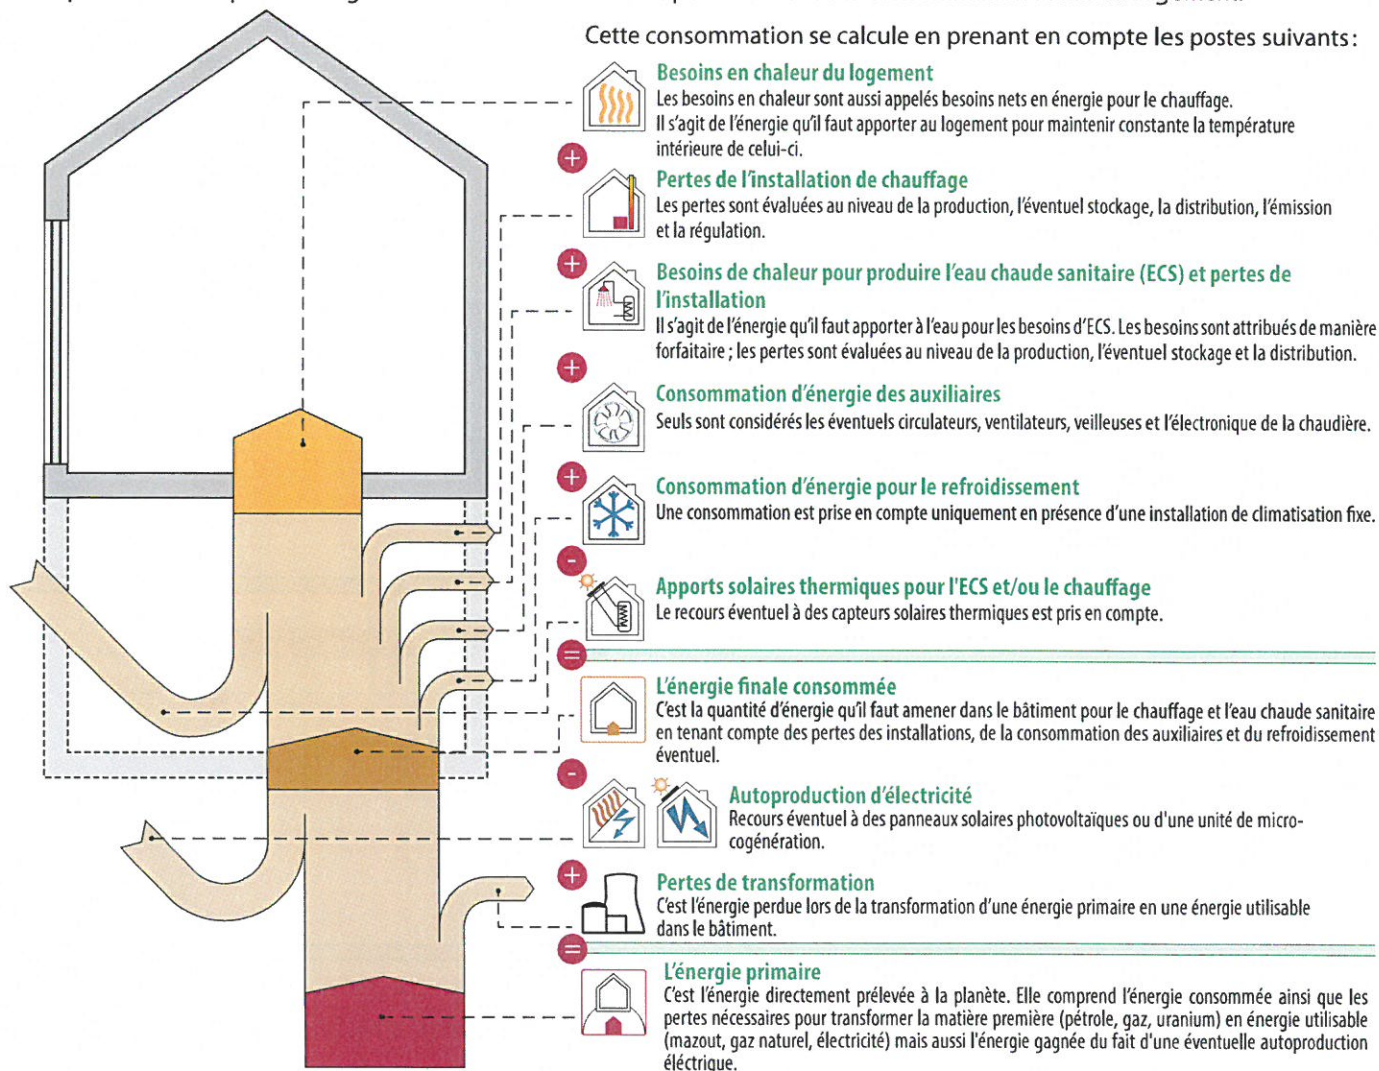 Cette consommation se calcule en prenant en compte les postes suivants :
Besoins en chaleur du logement
Les besoins en chaleur sont aussi appelés besoins nets en énergie pour le chauffage.
Il s'agit de l'énergie qu'il faut apporter au logement pour maintenir constante la température
intérieure de celui-ci.
+
Pertes de l'installation de chauffage
Les pertes sont évaluées au niveau de la production, l'éventuel stockage, la distribution, l'émission
et la régulation.
+
Besoins de chaleur pour produire l'eau chaude sanitaire (ECS) et pertes de
l'installation
Il s'agit de l'énergie qu'il faut apporter à l'eau pour les besoins d'ECS. Les besoins sont attribués de manière
forfaitaire ; les pertes sont évaluées au niveau de la production, l'éventuel stockage et la distribution.
+
Consommation d'énergie des auxiliaires
Seuls sont considérés les éventuels circulateurs, ventilateurs, veilleuses et l'électronique de la chaudière.
+
Consommation d'énergie pour le refroidissement
Une consommation est prise en compte uniquement en présence d'une installation de climatisation fixe.
-
Apports solaires thermiques pour l'ECS et/ou le chauffage
Le recours éventuel à des capteurs solaires thermiques est pris en compte.
=
L'énergie finale consommée
C'est la quantité d'énergie qu'il faut amener dans le bâtiment pour le chauffage et l'eau chaude sanitaire
en tenant compte des pertes des installations, de la consommation des auxiliaires et du refroidissement
éventuel.
-
Autoproduction d'électricité
Recours éventuel à des panneaux solaires photovoltaïques ou d'une unité de micro-
cogénération.
+
Pertes de transformation
C'est l'énergie perdue lors de la transformation d'une énergie primaire en une énergie utilisable
dans le bâtiment.
=
L'énergie primaire
C'est l'énergie directement prélevée à la planète. Elle comprend l'énergie consommée ainsi que les
pertes nécessaires pour transformer la matière première (pétrole, gaz, uranium) en énergie utilisable
(mazout, gaz naturel, électricité) mais aussi l'énergie gagnée du fait d'une éventuelle autoproduction
éléctrique.